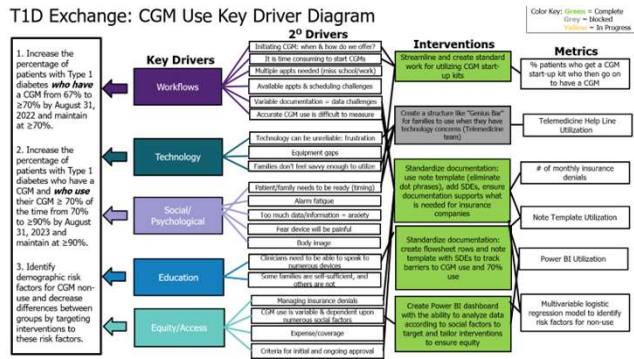 T1D Exchange: CGM Use Key Driver Diagram
Color Key: Green = Complete
Grey = blocked
Yellow = In Progress
1. Increase the
percentage of
patients with Type 1
diabetes who have
a CGM from 67% to
≥70% by August 31,
2022 and maintain
at ≥70%.
2. Increase the
percentage of
patients with Type 1
diabetes who have a
CGM and who use
their CGM ≥ 70% of
the time from 70%
to ≥90% by August
31, 2023 and
maintain at ≥90%.
3. Identify
demographic risk
factors for CGM non-
use and decrease
differences between
groups by targeting
interventions to
these risk factors.
Key Drivers
Workflows
Technology
Social/
Psychological
Education
Equity/Access
2⁰ Drivers
Initiating CGM: when & how do we offer?
It is time consuming to start CGMs
Multiple appts needed (miss school/work)
Available appts & scheduling challenges
Variable documentation = data challenges
Accurate CGM use is difficult to measure
Technology can be unreliable: frustration
Equipment gaps
Families don't feel savvy enough to utilize
Patient/family needs to be ready (timing)
Alarm fatigue
Too much data/information = anxiety
Fear device will be painful
Body image
Clinicians need to be able to speak to
numerous devices
Some families are self-sufficient, and
others are not
Managing insurance denials
CGM use is variable & dependent upon
numerous social factors
Expense/coverage
Criteria for initial and ongoing approval
Interventions
Streamline and create standard
work for utilizing CGM start-
up kits
Create a structure like "Genius Bar"
for families to use when they have
technology concerns (Telemedicine
team)
Standardize documentation:
use note template (eliminate
dot phrases), add SDEs, ensure
documentation supports what
is needed for insurance
companies
Standardize documentation:
create flowsheet rows and note
template with SDEs to track
barriers to CGM use and 70%
use
Create Power BI dashboard
with the ability to analyze data
according to social factors to
target and tailor interventions
to ensure equity
Metrics
% patients who get a CGM
start-up kit who then go on
to have a CGM
Telemedicine Help Line
Utilization
# of monthly insurance
denials
Note Template Utilization
Power BI Utilization
Multivariable logistic
regression model to identify
risk factors for non-use